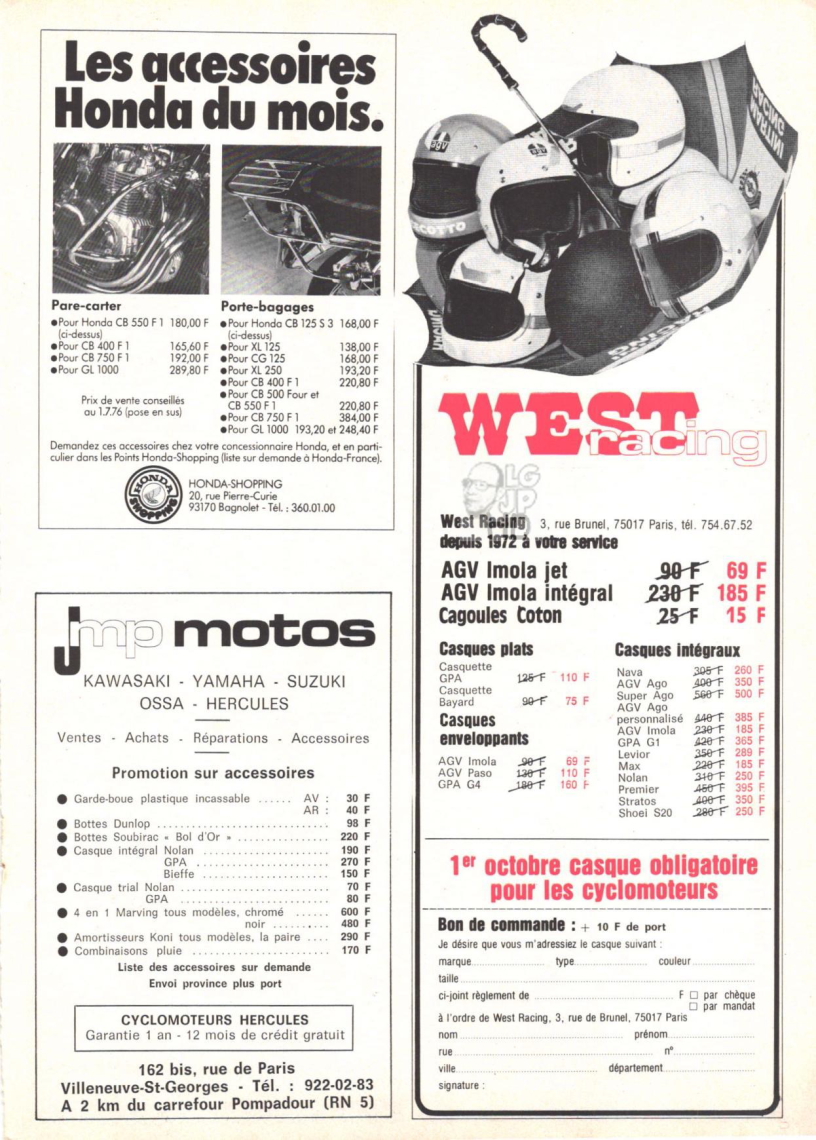 Les accessoires
Honda du mois.
Pare-carter
●Pour Honda CB 550 F 1 180,00 F
(ci-dessus)
●Pour CB 400 F 1 165,60 F
●Pour CB 750 F 1 192,00 F
●Pour GL 1000 289,80 F
Prix de vente conseillés
au 1.7.76 (pose en sus)
Porte-bagages
●Pour Honda CB 125 S 3 168,00 F
(ci-dessus)
●Pour XL 125 138,00 F
●Pour CG 125 168,00 F
●Pour XL 250 193,20 F
●Pour CB 400 F 1 220,80 F
●Pour CB 500 Four et
CB 550 F 1 220,80 F
●Pour CB 750 F 1 384,00 F
●Pour GL 1000 193,20 et 248,40 F
Demandez ces accessoires chez votre concessionnaire Honda, et en parti-
culier dans les Points Honda-Shopping (liste sur demande à Honda-France).
HONDA
SHOPPING
HONDA-SHOPPING
20, rue Pierre-Curie
93170 Bagnolet - Tél. : 360.01.00
jmp motos
KAWASAKI - YAMAHA - SUZUKI
OSSA - HERCULES
Ventes - Achats - Réparations - Accessoires
Promotion sur accessoires
● Garde-boue plastique incassable ...... AV : 30 F
AR : 40 F
● Bottes Dunlop ............................ 98 F
● Bottes Soubirac « Bol d'Or » ................ 220 F
● Casque intégral Nolan ...................... 190 F
GPA ...................... 270 F
Bieffe ...................... 150 F
● Casque trial Nolan ........................ 70 F
GPA ........................ 80 F
● 4 en 1 Marving tous modèles, chromé ...... 600 F
noir ......... 480 F
● Amortisseurs Koni tous modèles, la paire .... 290 F
● Combinaisons pluie ........................ 170 F
Liste des accessoires sur demande
Envoi province plus port
CYCLOMOTEURS HERCULES
Garantie 1 an - 12 mois de crédit gratuit
162 bis, rue de Paris
Villeneuve-St-Georges - Tél. : 922-02-83
A 2 km du carrefour Pompadour (RN 5)
AGV
WEST racing
LG
JP
West Racing 3, rue Brunel, 75017 Paris, tél. 754.67.52
depuis 1972 à votre service
AGV Imola jet 90 F 69 F
AGV Imola intégral 230 F 185 F
Cagoules Coton 25 F 15 F
Casques plats
Casquette
GPA 125 F 110 F
Casquette
Bayard 90 F 75 F
Casques
enveloppants
AGV Imola 90 F 69 F
AGV Paso 130 F 110 F
GPA G4 180 F 160 F
Casques intégraux
Nava 305 F 260 F
AGV Ago 400 F 350 F
Super Ago 560 F 500 F
AGV Ago
personnalisé 440 F 385 F
AGV Imola 230 F 185 F
GPA G1 420 F 365 F
Levior 350 F 289 F
Max 220 F 185 F
Nolan 310 F 250 F
Premier 450 F 395 F
Stratos 400 F 350 F
Shoei S20 280 F 250 F
1er octobre casque obligatoire
pour les cyclomoteurs
Bon de commande : + 10 F de port
Je désire que vous m'adressiez le casque suivant :
marque type couleur
taille
ci-joint règlement de F □ par chèque
□ par mandat
à l'ordre de West Racing, 3, rue de Brunel, 75017 Paris
nom prénom
rue n°
ville département
signature :